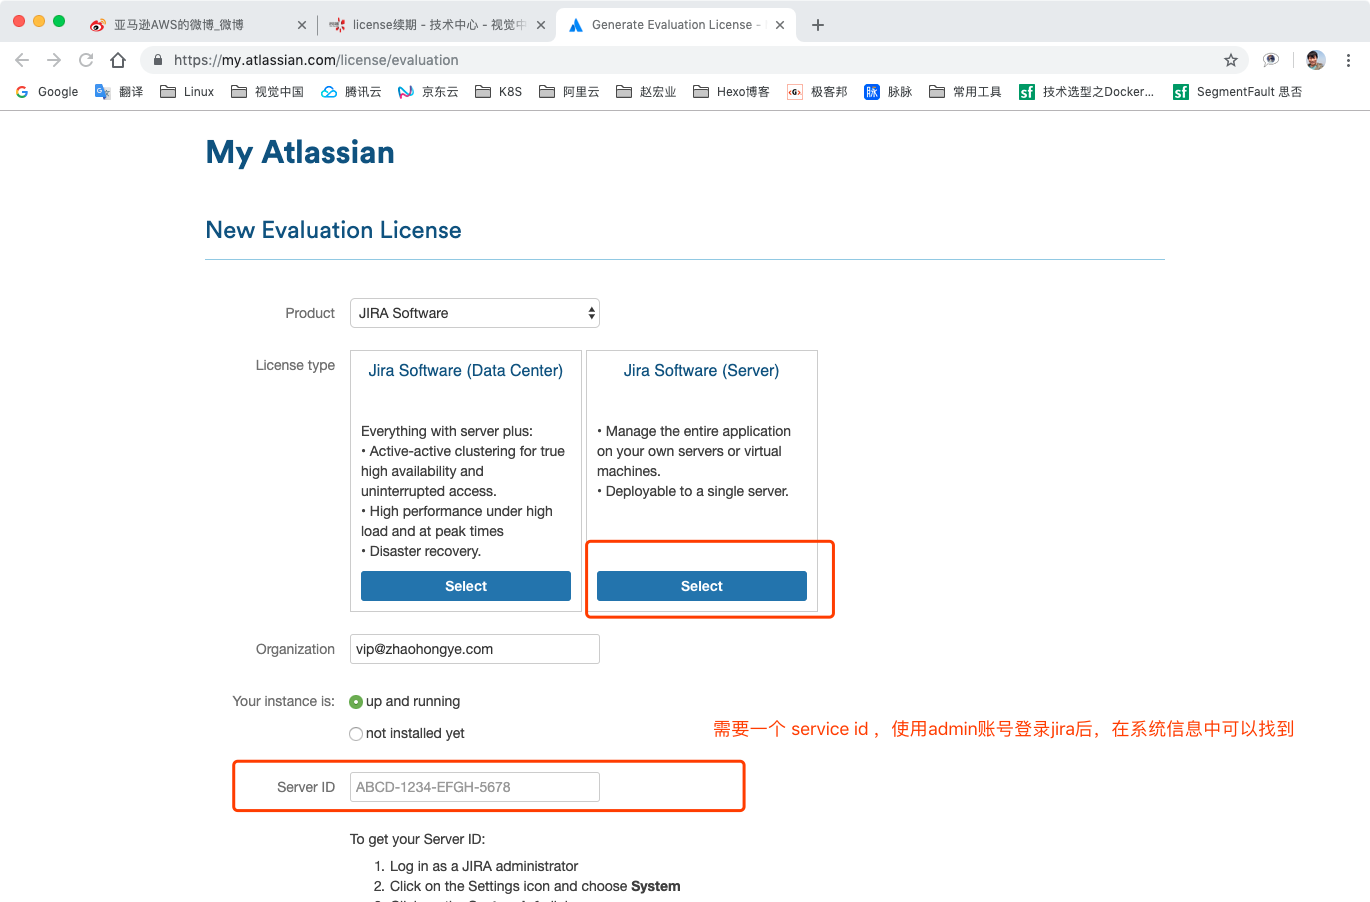 亚马逊AWS的微博_微博
license续期 - 技术中心 - 视觉中
Generate Evaluation License -
https://my.atlassian.com/license/evaluation
Google 翻译 Linux 视觉中国 腾讯云 京东云 K8S 阿里云 赵宏业 Hexo博客 极客邦 脉脉 常用工具 技术选型之Docker... SegmentFault 思否
My Atlassian
New Evaluation License
Product JIRA Software
License type
Jira Software (Data Center)
Everything with server plus:
• Active-active clustering for true
high availability and
uninterrupted access.
• High performance under high
load and at peak times
• Disaster recovery.
Select
Jira Software (Server)
• Manage the entire application
on your own servers or virtual
machines.
• Deployable to a single server.
Select
Organization vip@zhaohongye.com
Your instance is: up and running
not installed yet
需要一个 service id ，使用admin账号登录jira后，在系统信息中可以找到
Server ID ABCD-1234-EFGH-5678
To get your Server ID:
1. Log in as a JIRA administrator
2. Click on the Settings icon and choose System